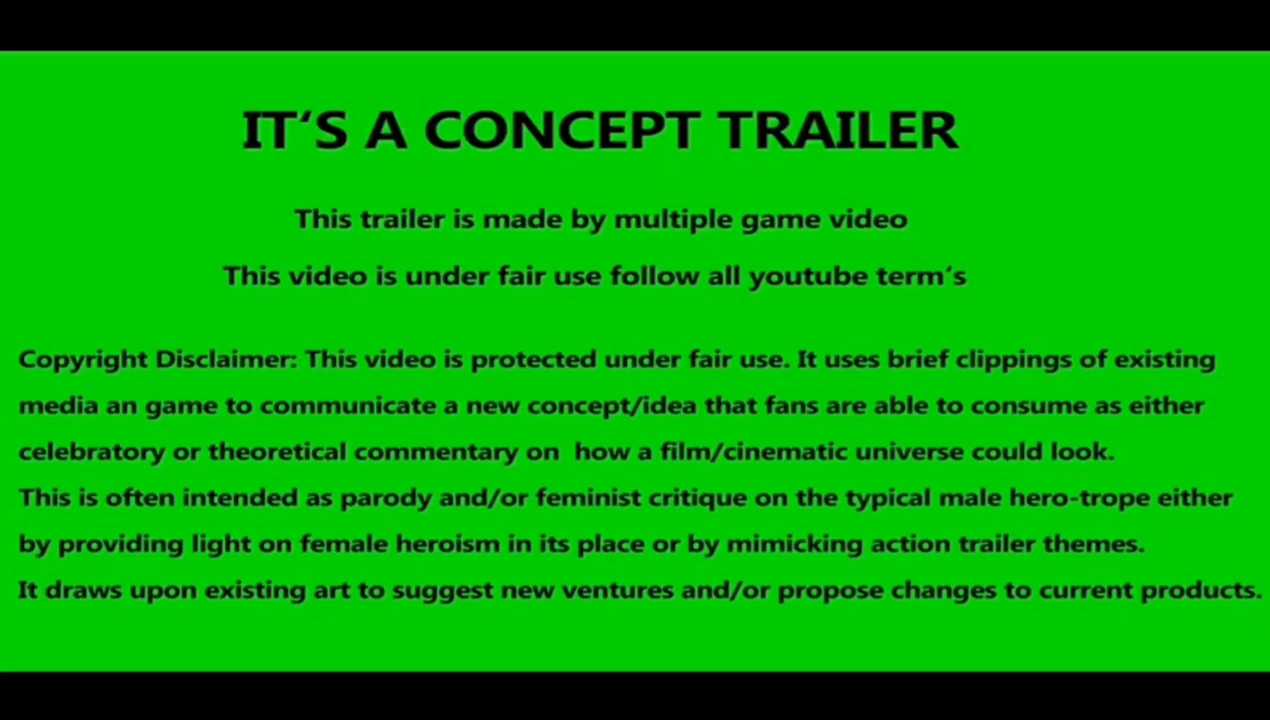 IT‘S A CONCEPT TRAILER
This trailer is made by multiple game video
This video is under fair use follow all youtube term’s
Copyright Disclaimer: This video is protected under fair use. It uses brief clippings of existing
media an game to communicate a new concept/idea that fans are able to consume as either
celebratory or theoretical commentary on  how a film/cinematic universe could look.
This is often intended as parody and/or feminist critique on the typical male hero-trope either
by providing light on female heroism in its place or by mimicking action trailer themes.
It draws upon existing art to suggest new ventures and/or propose changes to current products.